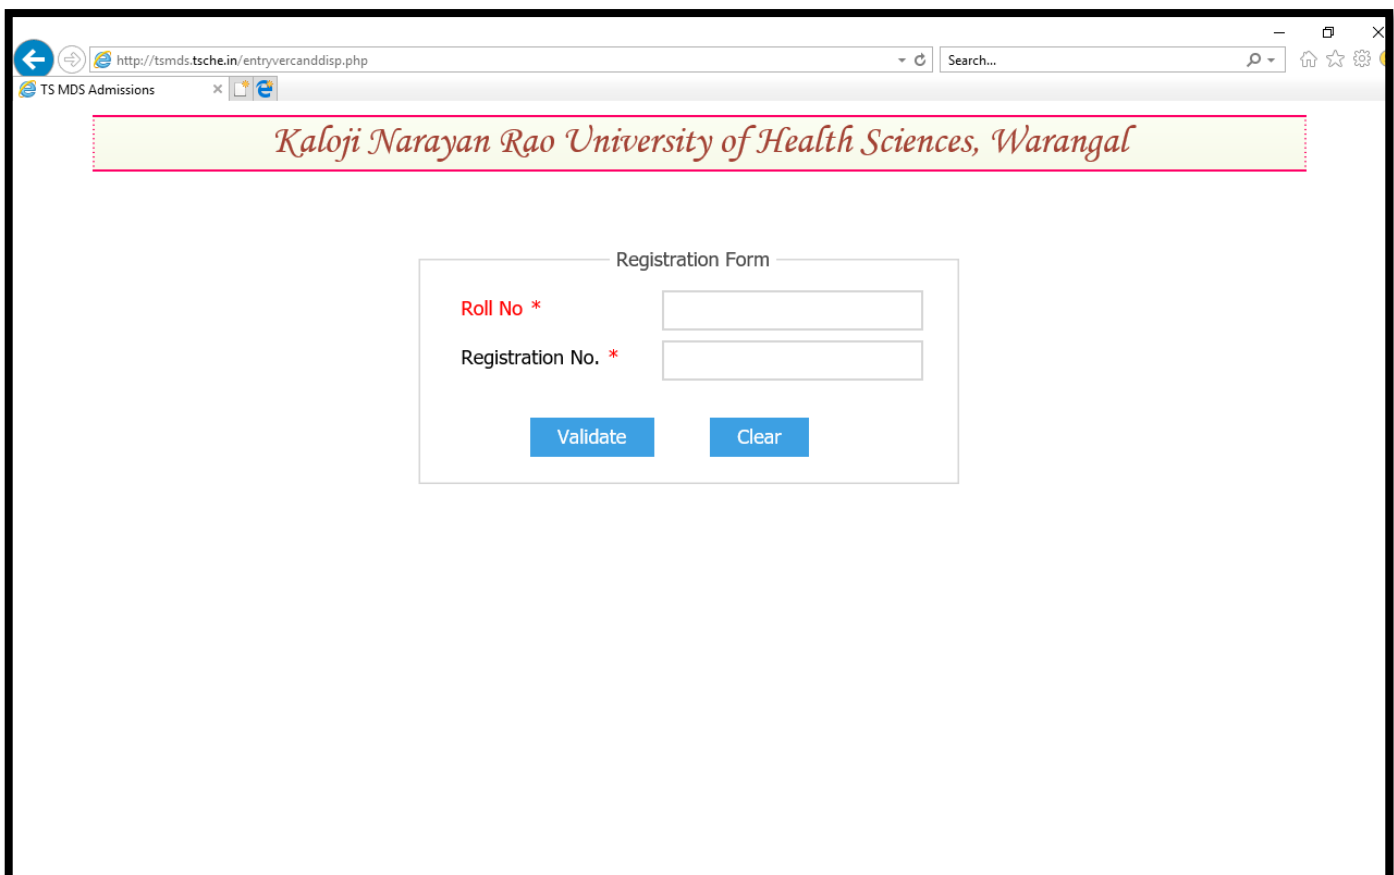 http://tsmds.tsche.in/entryvercanddisp.php
Search...
TS MDS Admissions
Kaloji Narayan Rao University of Health Sciences, Warangal
Registration Form
Roll No *
Registration No. *
Validate Clear